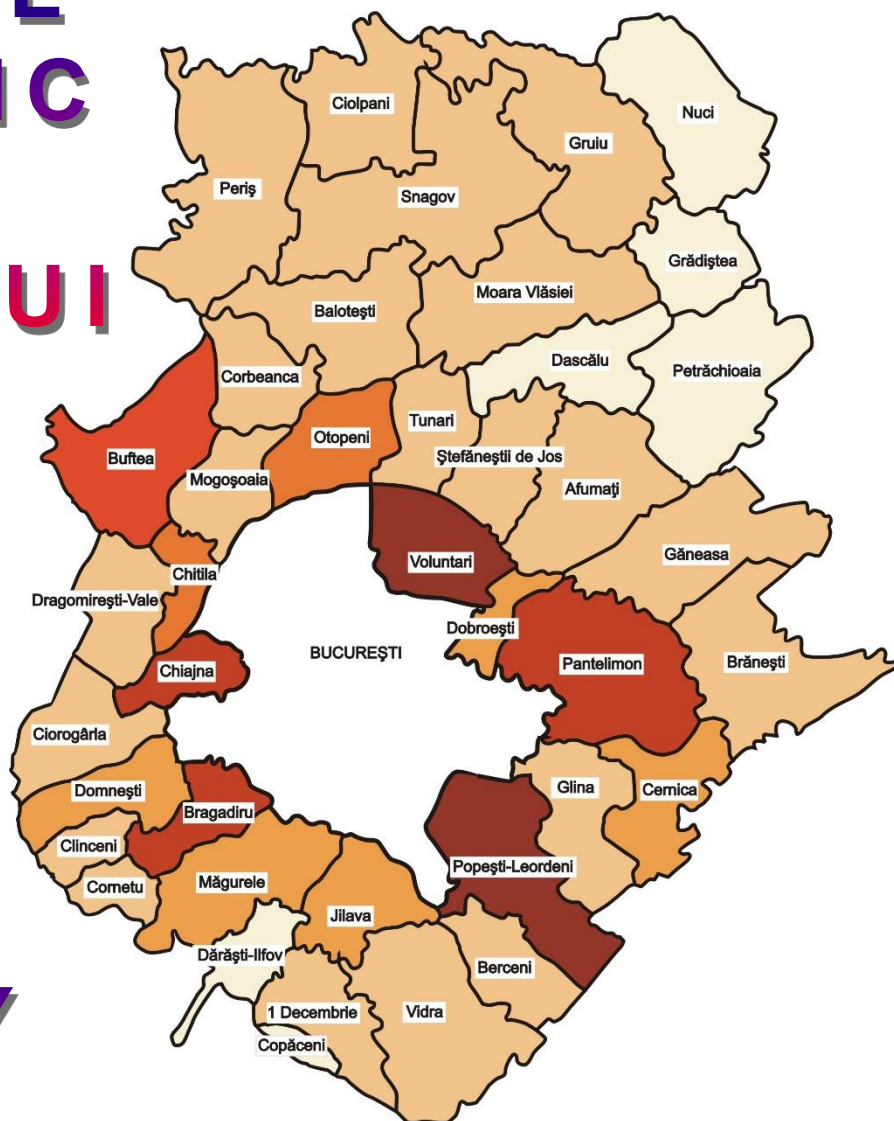 L
IC
UI
Ciolpani
Nuci
Gruiu
Periş
Snagov
Grădiştea
Moara Vlăsiei
Baloteşti
Dascălu
Petrăchioaia
Corbeanca
Tunari
Otopeni
Ştefăneştii de Jos
Buftea
Mogoşoaia
Afumaţi
Găneasa
Voluntari
Chitila
Dragomireşti-Vale
Dobroeşti
BUCUREŞTI
Pantelimon
Brăneşti
Chiajna
Ciorogârla
Domneşti
Glina
Cernica
Bragadiru
Clinceni
Popeşti-Leordeni
Cornetu
Măgurele
Jilava
Dărăşti-Ilfov
Berceni
1 Decembrie
Vidra
Copăceni